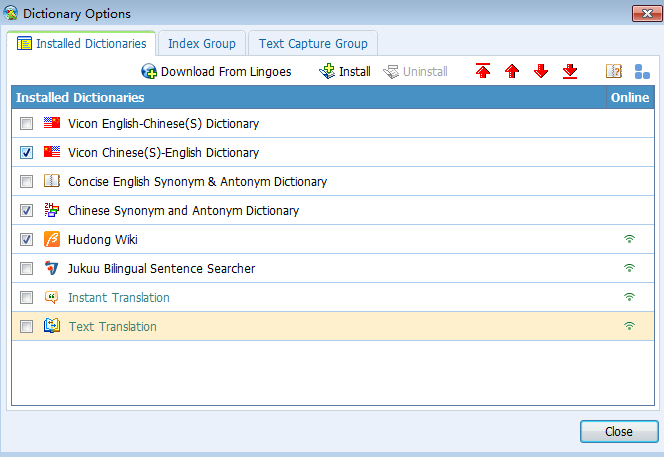 Dictionary Options
Installed Dictionaries Index Group Text Capture Group
Download From Lingoes Install Uninstall
Installed Dictionaries Online
Vicon English-Chinese(S) Dictionary
Vicon Chinese(S)-English Dictionary
Concise English Synonym & Antonym Dictionary
Chinese Synonym and Antonym Dictionary
Hudong Wiki
Jukuu Bilingual Sentence Searcher
Instant Translation
Text Translation
Close